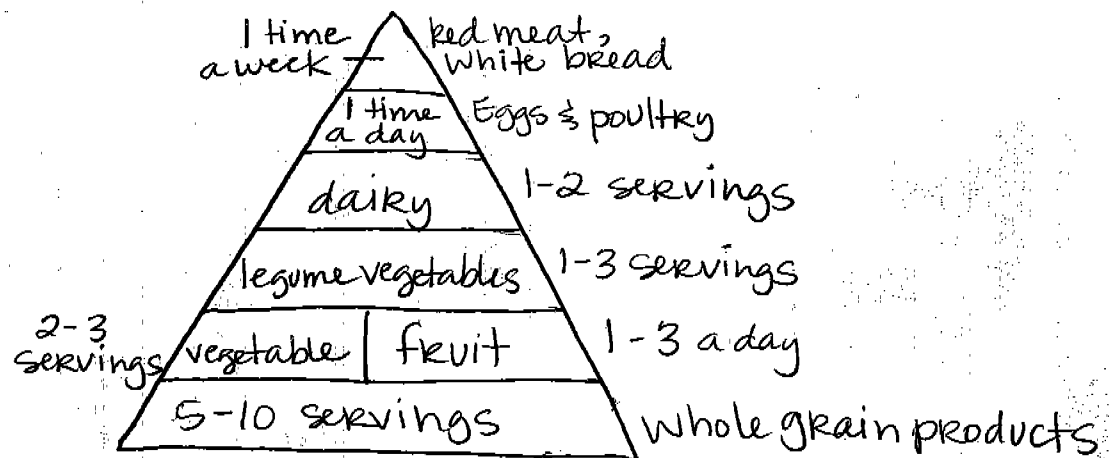 1 time
a week
Red meat,
white bread
1 time
a day
Eggs & poultry
dairy
1-2 servings
legume vegetables
1-3 servings
2-3
servings
vegetable
fruit
1-3 a day
5-10 servings
whole grain products